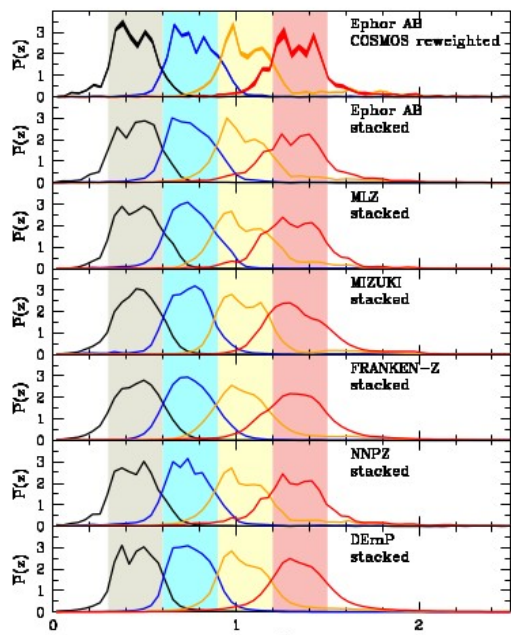 Ephor AB
COSMOS reweighted
P(z)
3
2
1
0
Ephor AB
stacked
P(z)
3
2
1
0
MLZ
stacked
P(z)
3
2
1
0
MIZUKI
stacked
P(z)
3
2
1
0
FRANKEN-Z
stacked
P(z)
3
2
1
0
NNPZ
stacked
P(z)
3
2
1
0
DEmP
stacked
P(z)
3
2
1
0
0 1 2